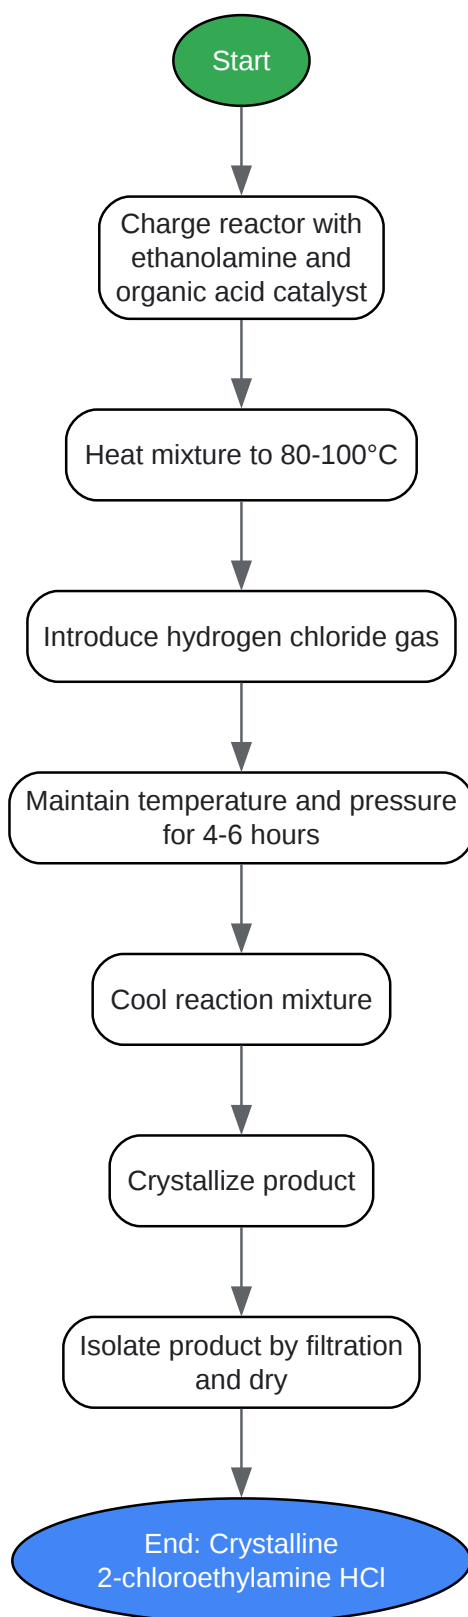 Start
Charge reactor with
ethanolamine and
organic acid catalyst
Heat mixture to 80-100°C
Introduce hydrogen chloride gas
Maintain temperature and pressure
for 4-6 hours
Cool reaction mixture
Crystallize product
Isolate product by filtration
and dry
End: Crystalline
2-chloroethylamine HCl